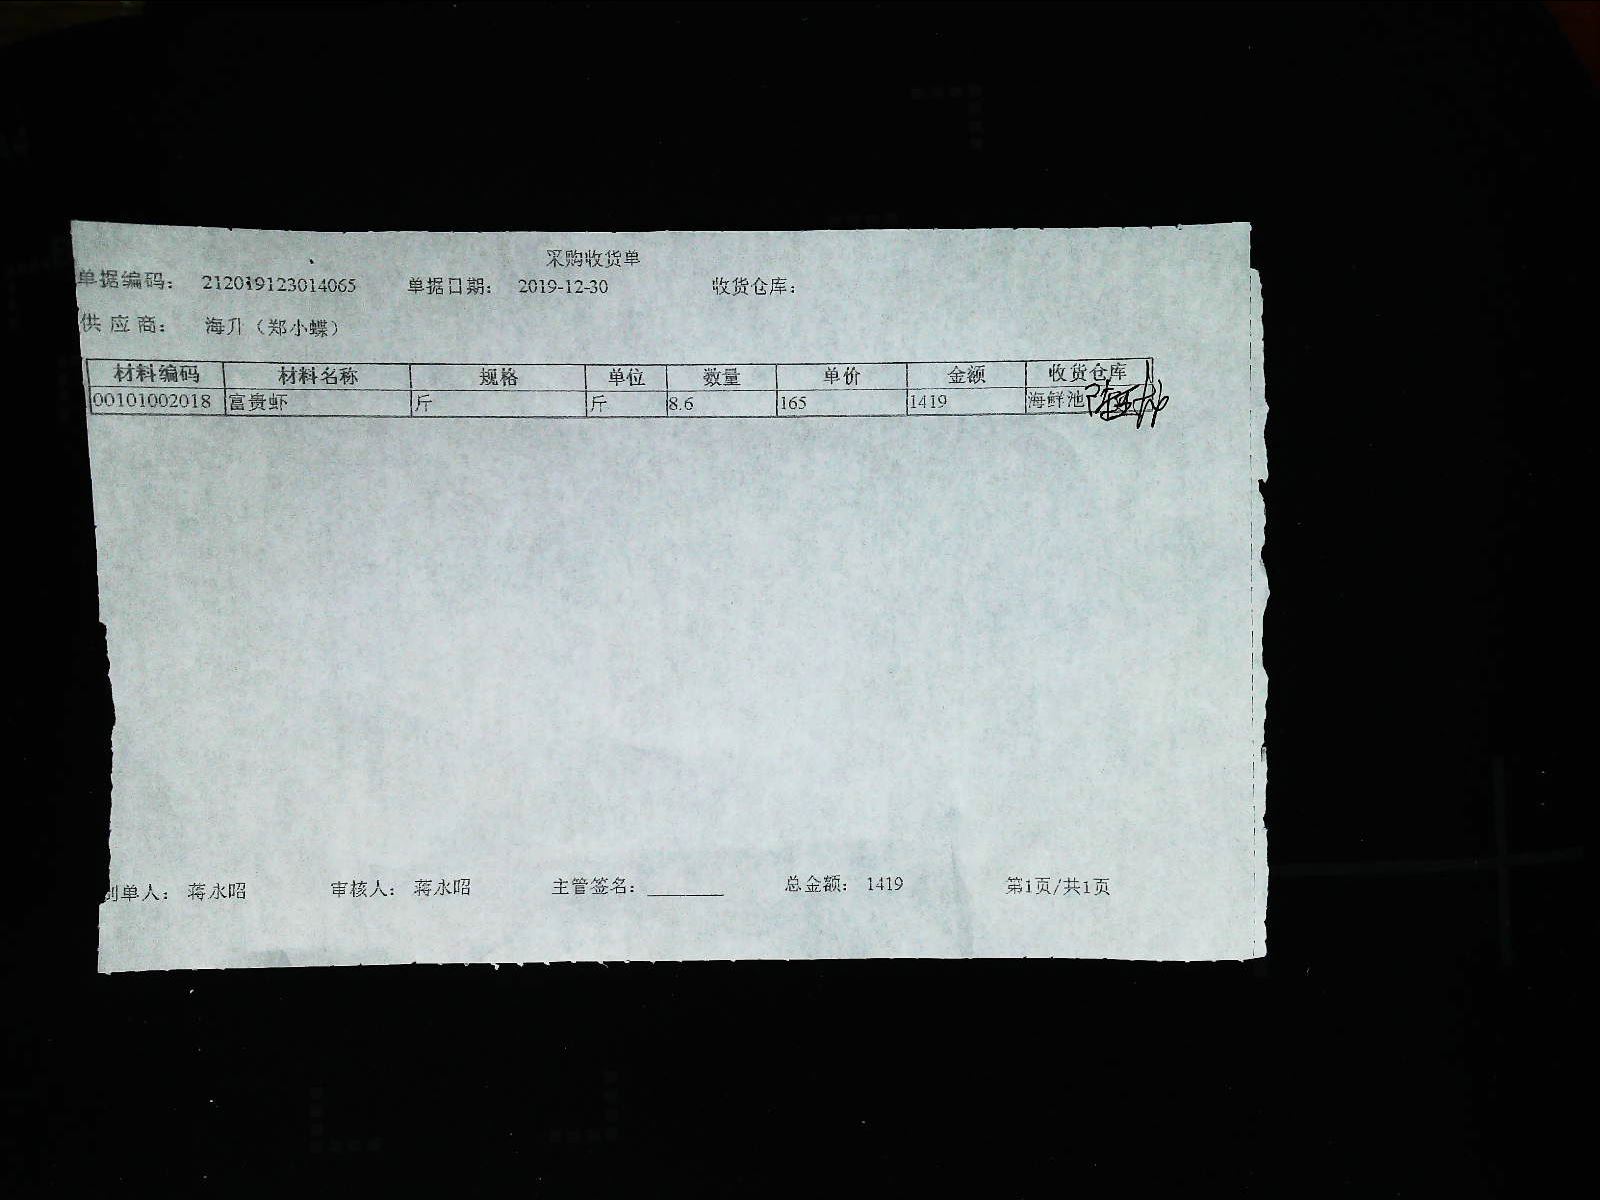 采购收货单
单据编码: 212019123014065 单据日期: 2019-12-30 收货仓库:
供应商: 海升（郑小蝶）
材料编码 材料名称 规格 单位 数量 单价 金额 收货仓库
00101002018 富贵虾 斤 斤 8.6 165 1419 海鲜池
制单人: 蒋永昭 审核人: 蒋永昭 主管签名: ________ 总金额: 1419 第1页/共1页